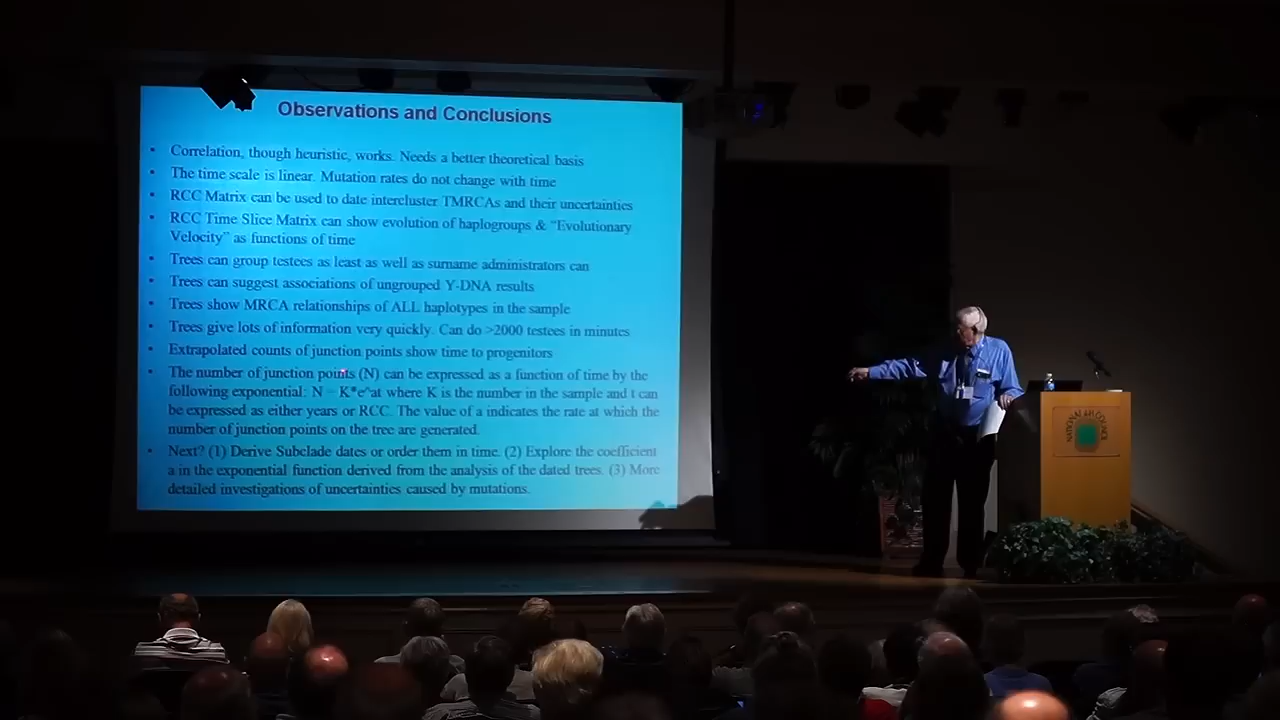 Observations and Conclusions
• Correlation, though heuristic, works. Needs a better theoretical basis
• The time scale is linear. Mutation rates do not change with time
• RCC Matrix can be used to date intercluster TMRCAs and their uncertainties
• RCC Time Slice Matrix can show evolution of haplogroups & “Evolutionary
Velocity” as functions of time
• Trees can group testees as least as well as surname administrators can
• Trees can suggest associations of ungrouped Y-DNA results
• Trees show MRCA relationships of ALL haplotypes in the sample
• Trees give lots of information very quickly. Can do >2000 testees in minutes
• Extrapolated counts of junction points show time to progenitors
• The number of junction points (N) can be expressed as a function of time by the
following exponential: N = K*e^at where K is the number in the sample and t can
be expressed as either years or RCC. The value of a indicates the rate at which the
number of junction points on the tree are generated.
• Next? (1) Derive Subclade dates or order them in time. (2) Explore the coefficient
a in the exponential function derived from the analysis of the dated trees. (3) More
detailed investigations of uncertainties caused by mutations.
NATIONAL 4-H COUNCIL